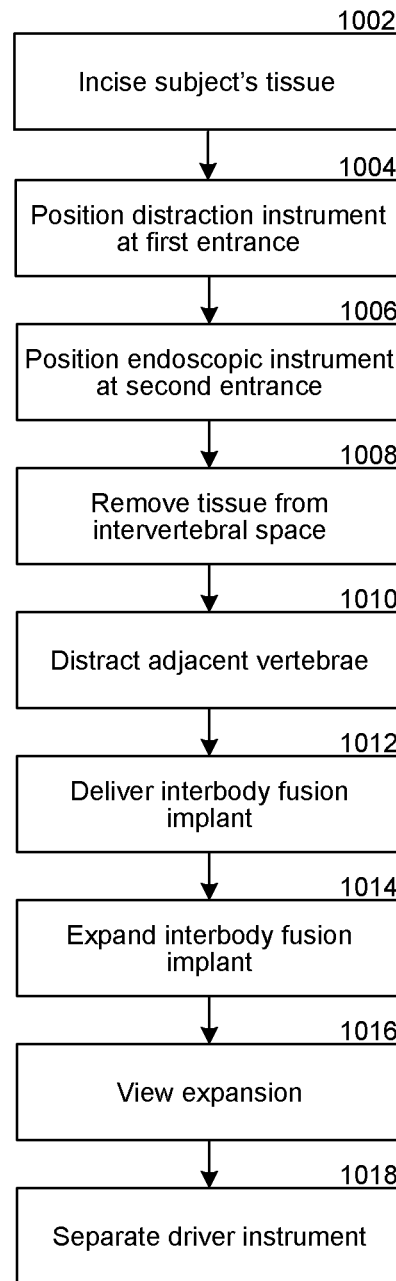 1002
Incise subject's tissue
1004
Position distraction instrument
at first entrance
1006
Position endoscopic instrument
at second entrance
1008
Remove tissue from
intervertebral space
1010
Distract adjacent vertebrae
1012
Deliver interbody fusion
implant
1014
Expand interbody fusion
implant
1016
View expansion
1018
Separate driver instrument